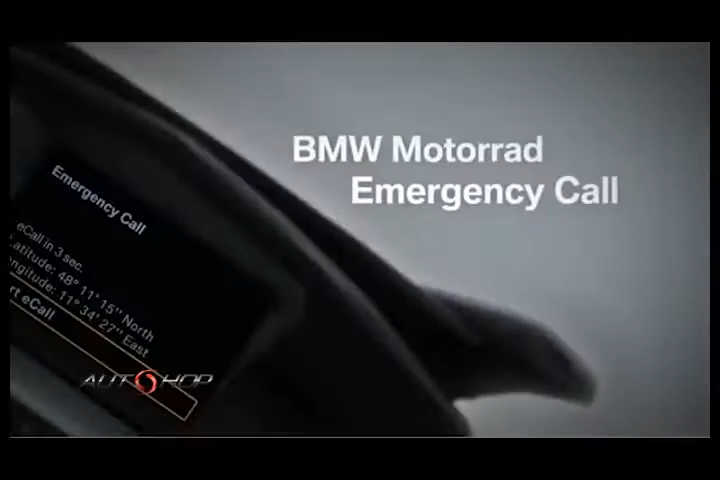 BMW Motorrad
Emergency Call
Emergency Call
eCall in 3 sec.
Latitude: 48° 11' 15'' North
ngitude: 11° 34' 27'' East
rt eCall
AUTOSHOP